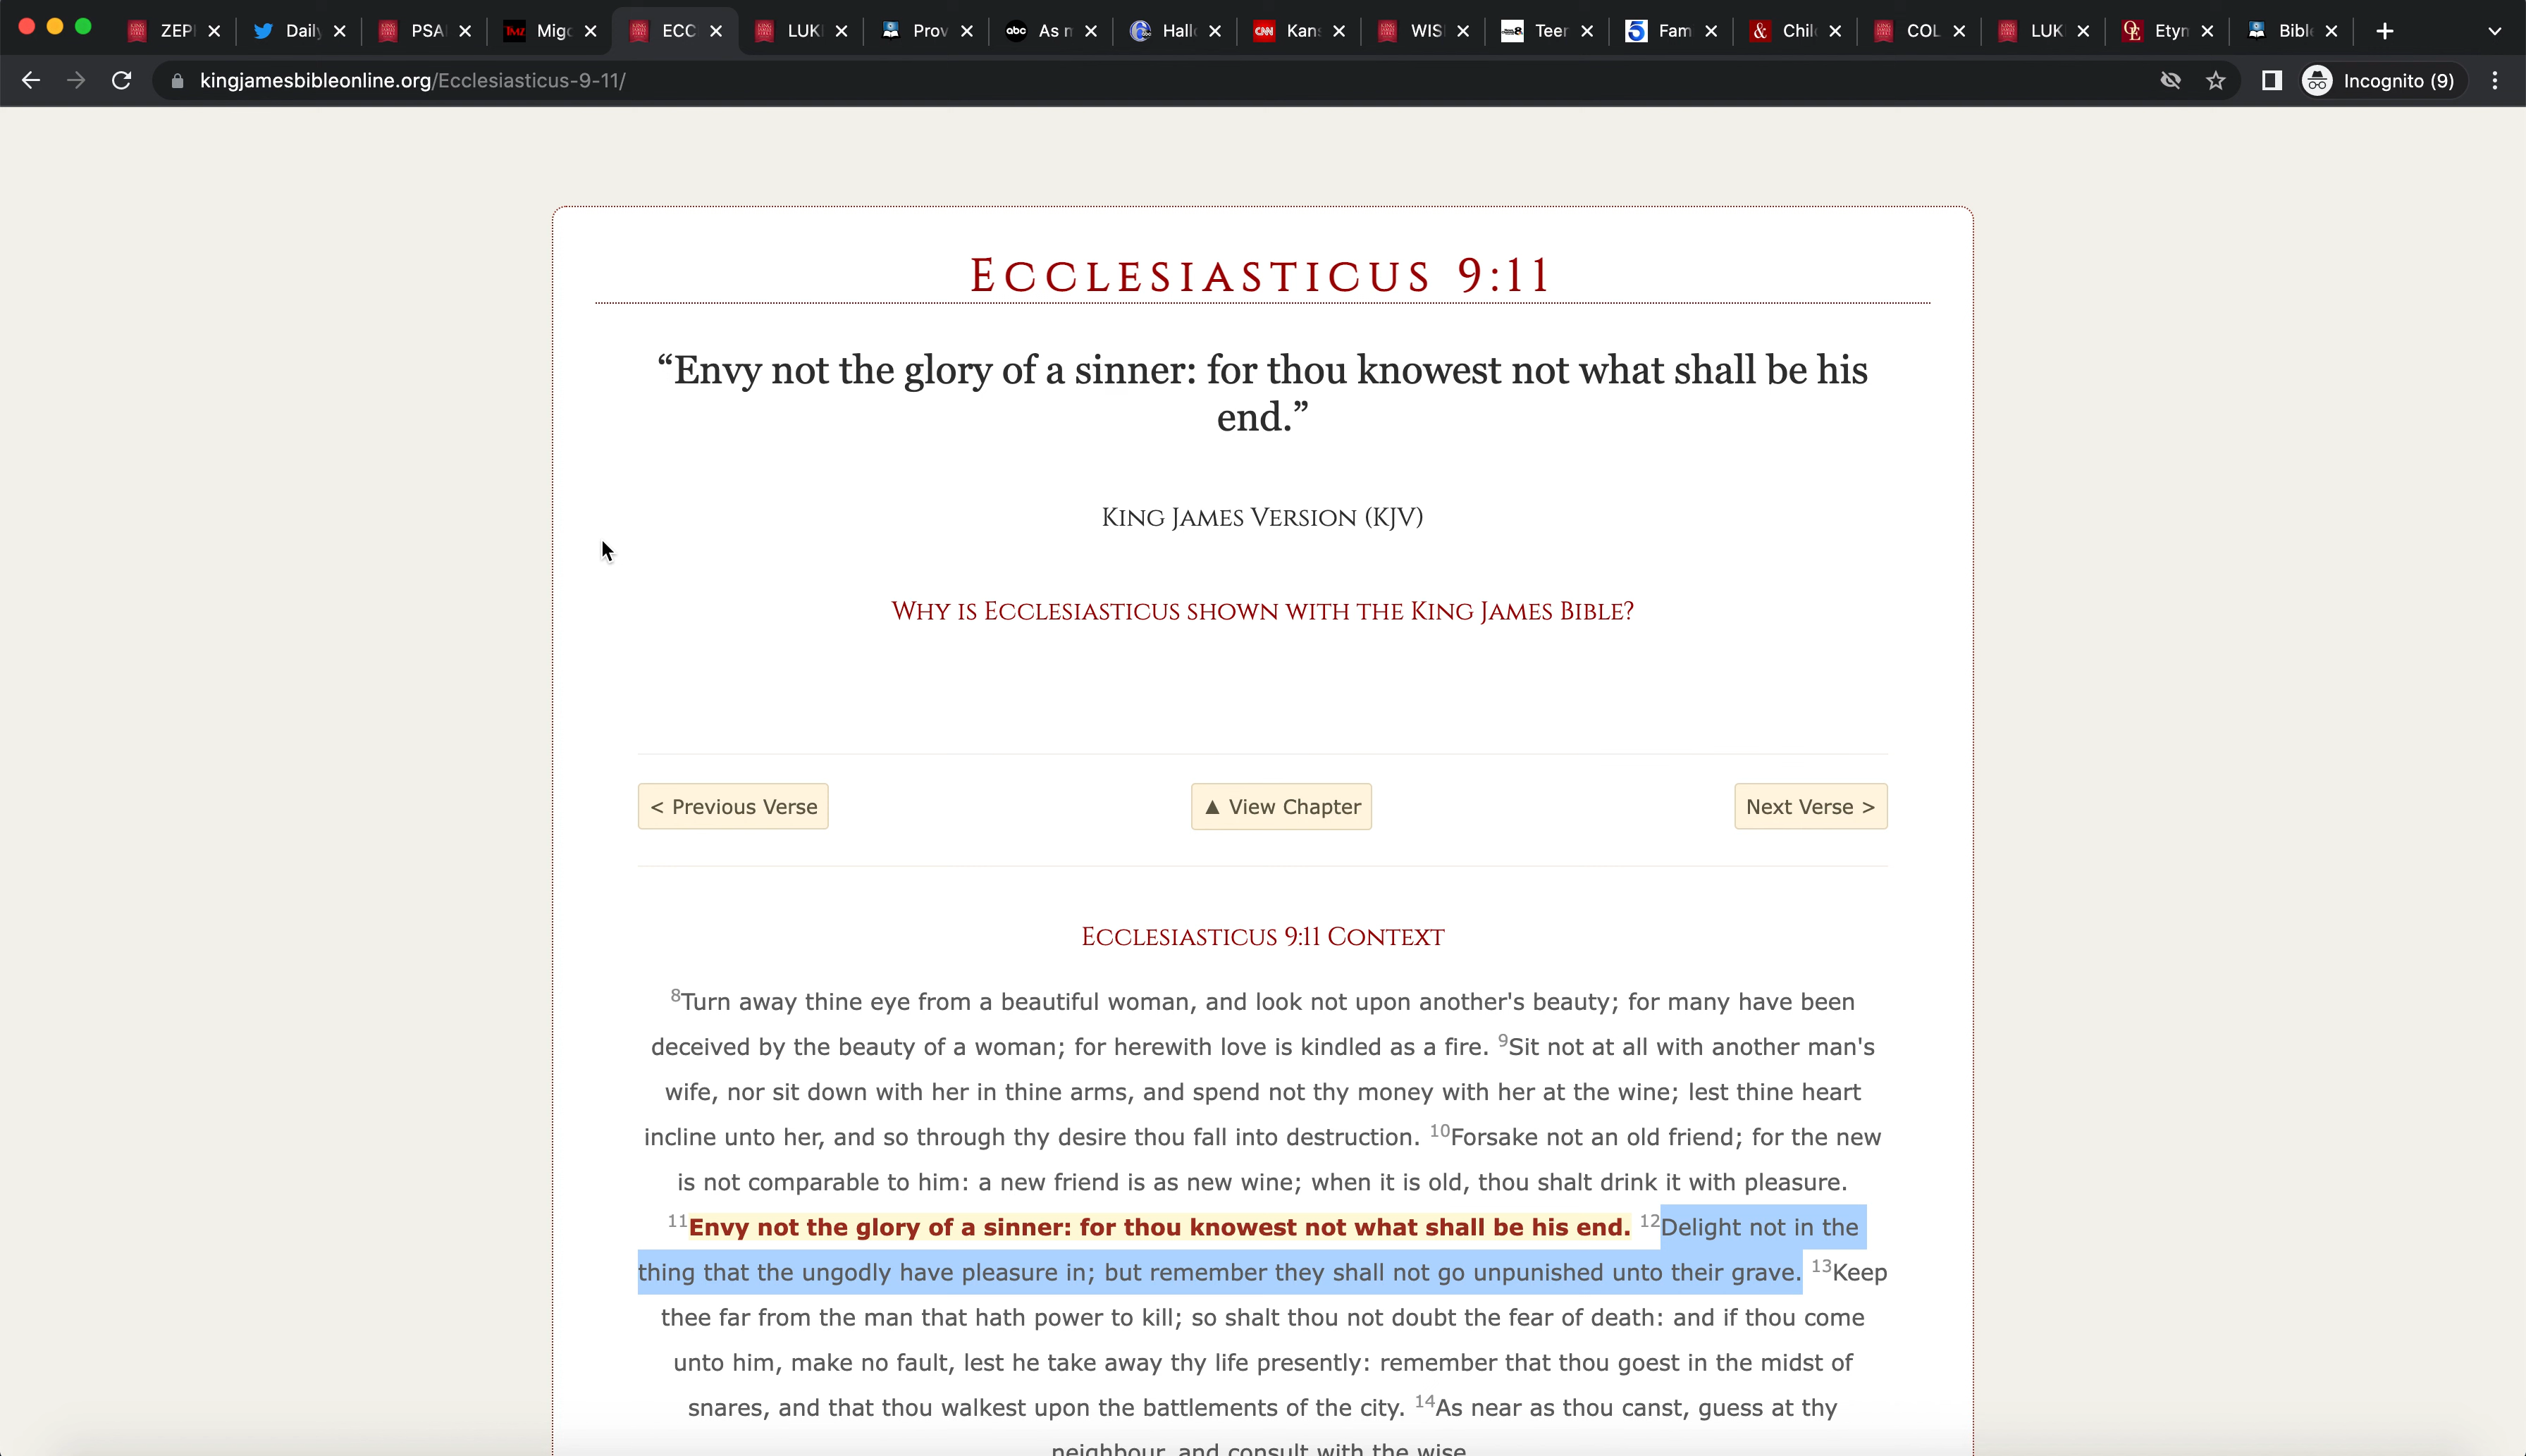 ZEPI
Daily
PSA
Migo
ECC
LUK
Prov
abc
As n
Hall
CNN
Kan
WIS
Teer
5
Fam
&
Chil
COL
LUK
Etyn
Bible
kingjamesbibleonline.org/Ecclesiasticus-9-11/
Incognito (9)
Ecclesiasticus 9:11
“Envy not the glory of a sinner: for thou knowest not what shall be his
end.”
King James Version (KJV)
Why is Ecclesiasticus shown with the King James Bible?
< Previous Verse
▲ View Chapter
Next Verse >
Ecclesiasticus 9:11 Context
8Turn away thine eye from a beautiful woman, and look not upon another's beauty; for many have been
deceived by the beauty of a woman; for herewith love is kindled as a fire. 9Sit not at all with another man's
wife, nor sit down with her in thine arms, and spend not thy money with her at the wine; lest thine heart
incline unto her, and so through thy desire thou fall into destruction. 10Forsake not an old friend; for the new
is not comparable to him: a new friend is as new wine; when it is old, thou shalt drink it with pleasure.
11Envy not the glory of a sinner: for thou knowest not what shall be his end. 12Delight not in the
thing that the ungodly have pleasure in; but remember they shall not go unpunished unto their grave. 13Keep
thee far from the man that hath power to kill; so shalt thou not doubt the fear of death: and if thou come
unto him, make no fault, lest he take away thy life presently: remember that thou goest in the midst of
snares, and that thou walkest upon the battlements of the city. 14As near as thou canst, guess at thy
neighbour, and consult with the wise.